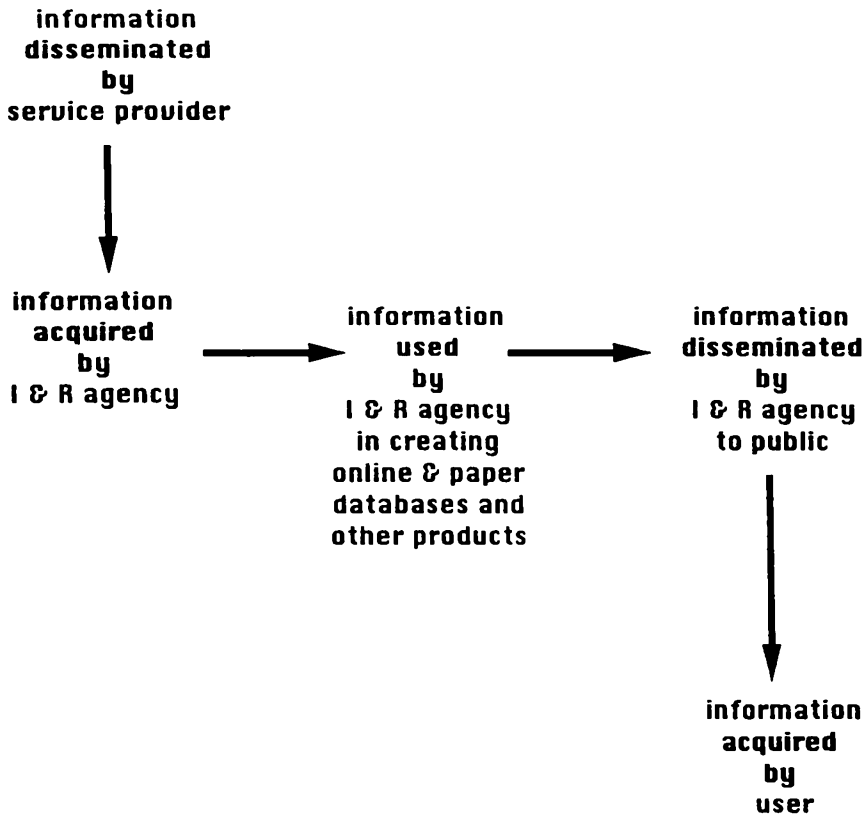 information
disseminated
by
service provider
information
acquired
by
I & R agency
information
used
by
I & R agency
in creating
online & paper
databases and
other products
information
disseminated
by
I & R agency
to public
information
acquired
by
user